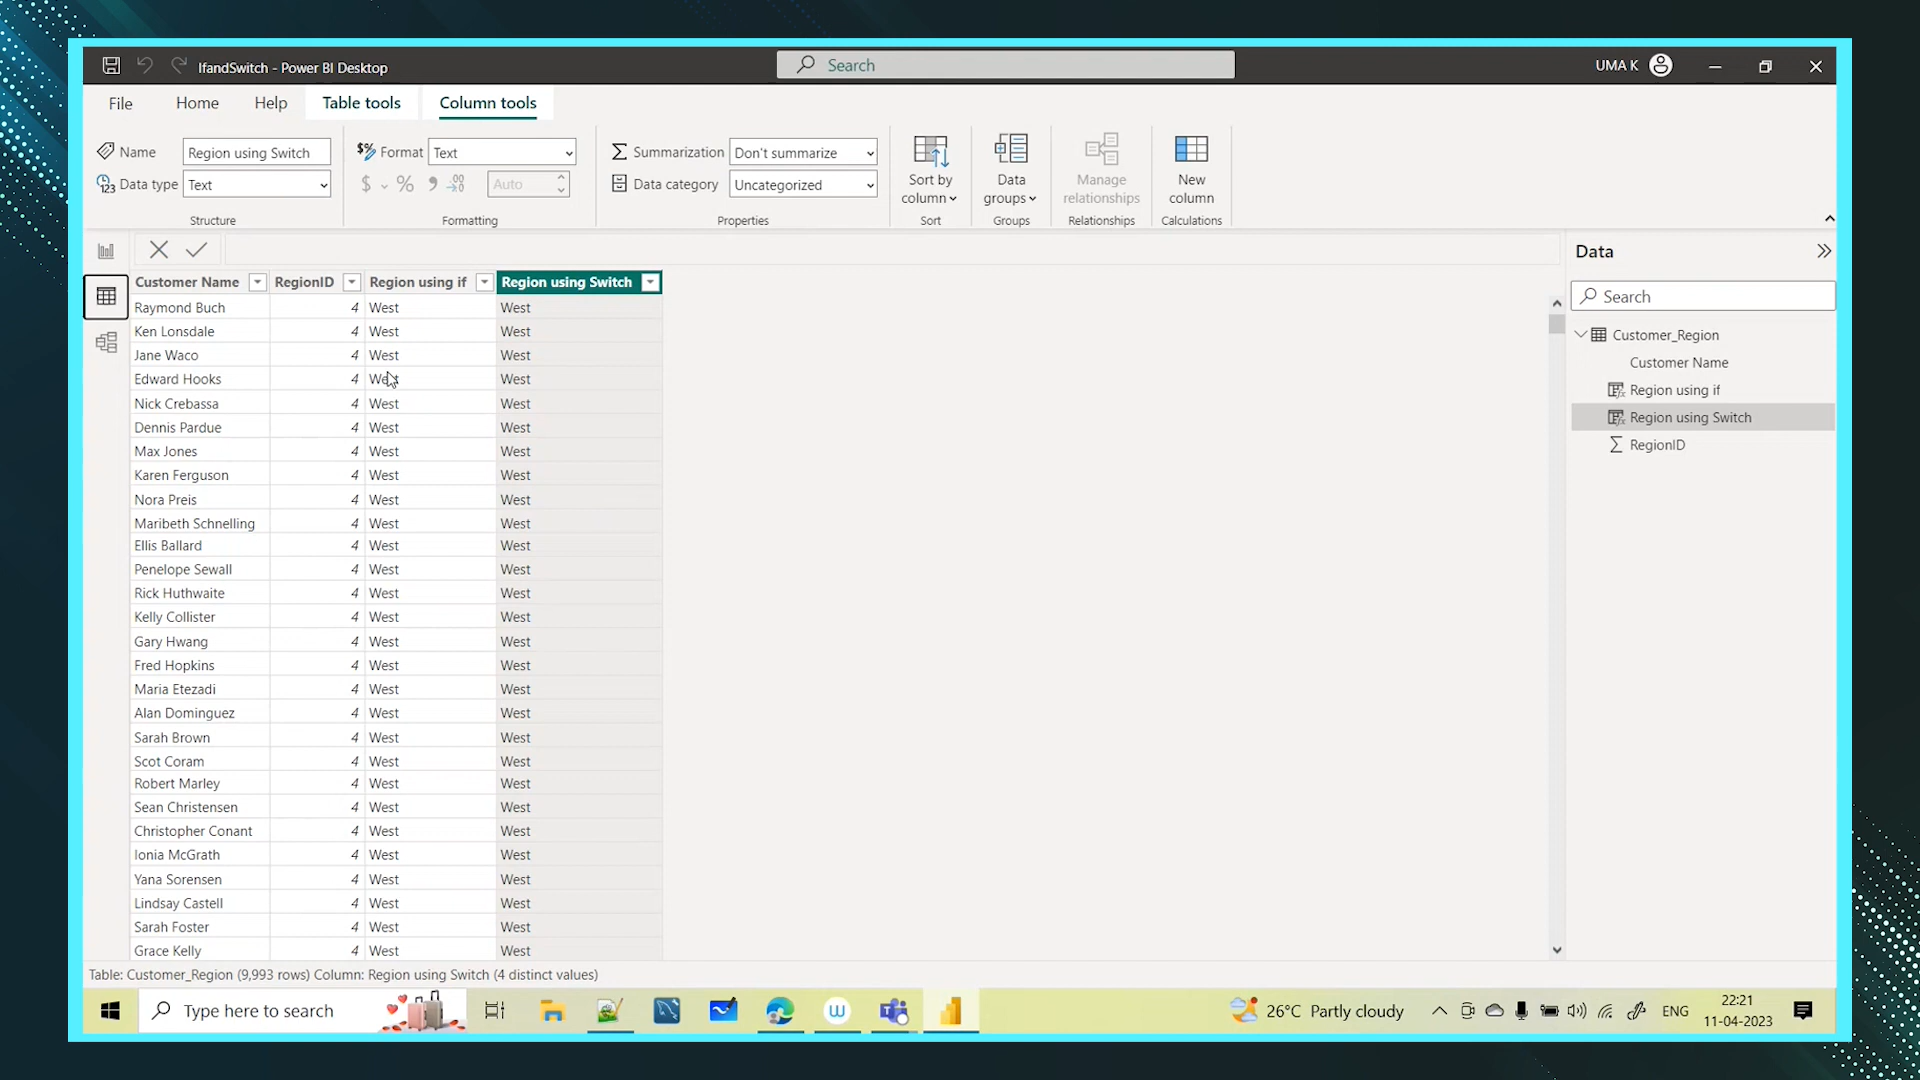 IfandSwitch - Power BI Desktop
Search
UMA K
File
Home
Help
Table tools
Column tools
Name
Region using Switch
Format
Text
Summarization
Don't summarize
Data type
Text
Auto
Data category
Uncategorized
Sort by
column
Data
groups
Manage
relationships
New
column
Structure
Formatting
Properties
Sort
Groups
Relationships
Calculations
Data
Search
Customer_Region
Customer Name
Region using if
Region using Switch
RegionID
Customer Name RegionID Region using if Region using Switch
Raymond Buch 4 West West
Ken Lonsdale 4 West West
Jane Waco 4 West West
Edward Hooks 4 West West
Nick Crebassa 4 West West
Dennis Pardue 4 West West
Max Jones 4 West West
Karen Ferguson 4 West West
Nora Preis 4 West West
Maribeth Schnelling 4 West West
Ellis Ballard 4 West West
Penelope Sewall 4 West West
Rick Huthwaite 4 West West
Kelly Collister 4 West West
Gary Hwang 4 West West
Fred Hopkins 4 West West
Maria Etezadi 4 West West
Alan Dominguez 4 West West
Sarah Brown 4 West West
Scot Coram 4 West West
Robert Marley 4 West West
Sean Christensen 4 West West
Christopher Conant 4 West West
Ionia McGrath 4 West West
Yana Sorensen 4 West West
Lindsay Castell 4 West West
Sarah Foster 4 West West
Grace Kelly 4 West West
Table: Customer_Region (9,993 rows) Column: Region using Switch (4 distinct values)
Type here to search
26°C Partly cloudy
ENG
22:21
11-04-2023